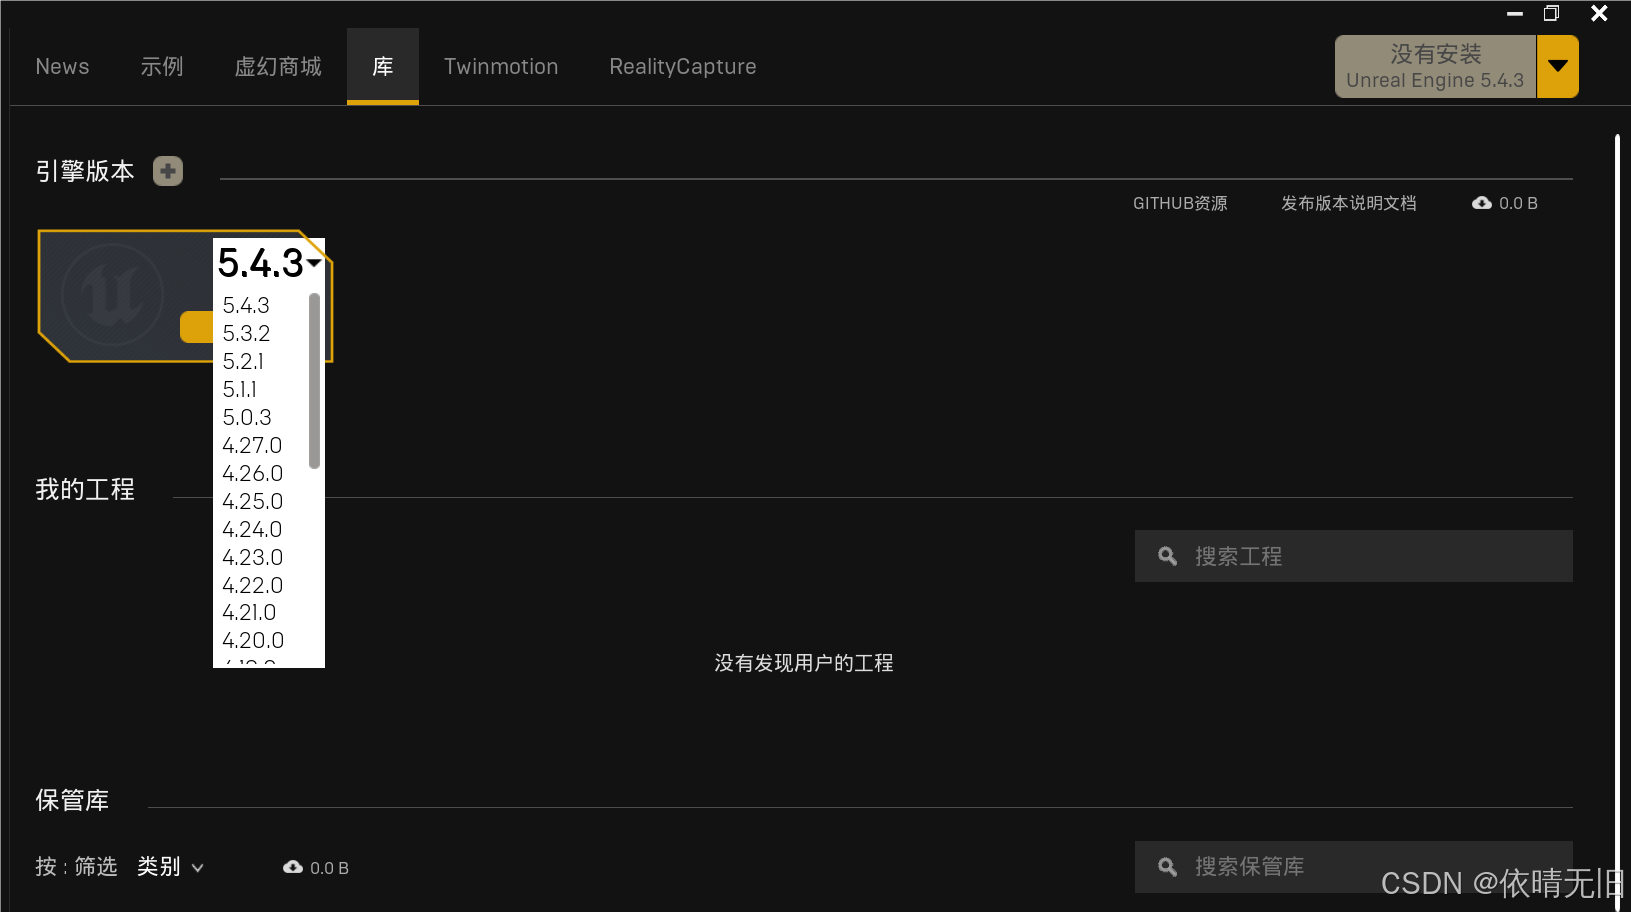 News
示例
虚幻商城
库
Twinmotion
RealityCapture
没有安装
Unreal Engine 5.4.3
引擎版本
GITHUB资源
发布版本说明文档
0.0 B
5.4.3
5.4.3
5.3.2
5.2.1
5.1.1
5.0.3
4.27.0
4.26.0
4.25.0
4.24.0
4.23.0
4.22.0
4.21.0
4.20.0
我的工程
搜索工程
没有发现用户的工程
保管库
按 : 筛选
类别
0.0 B
搜索保管库
CSDN @依晴无旧